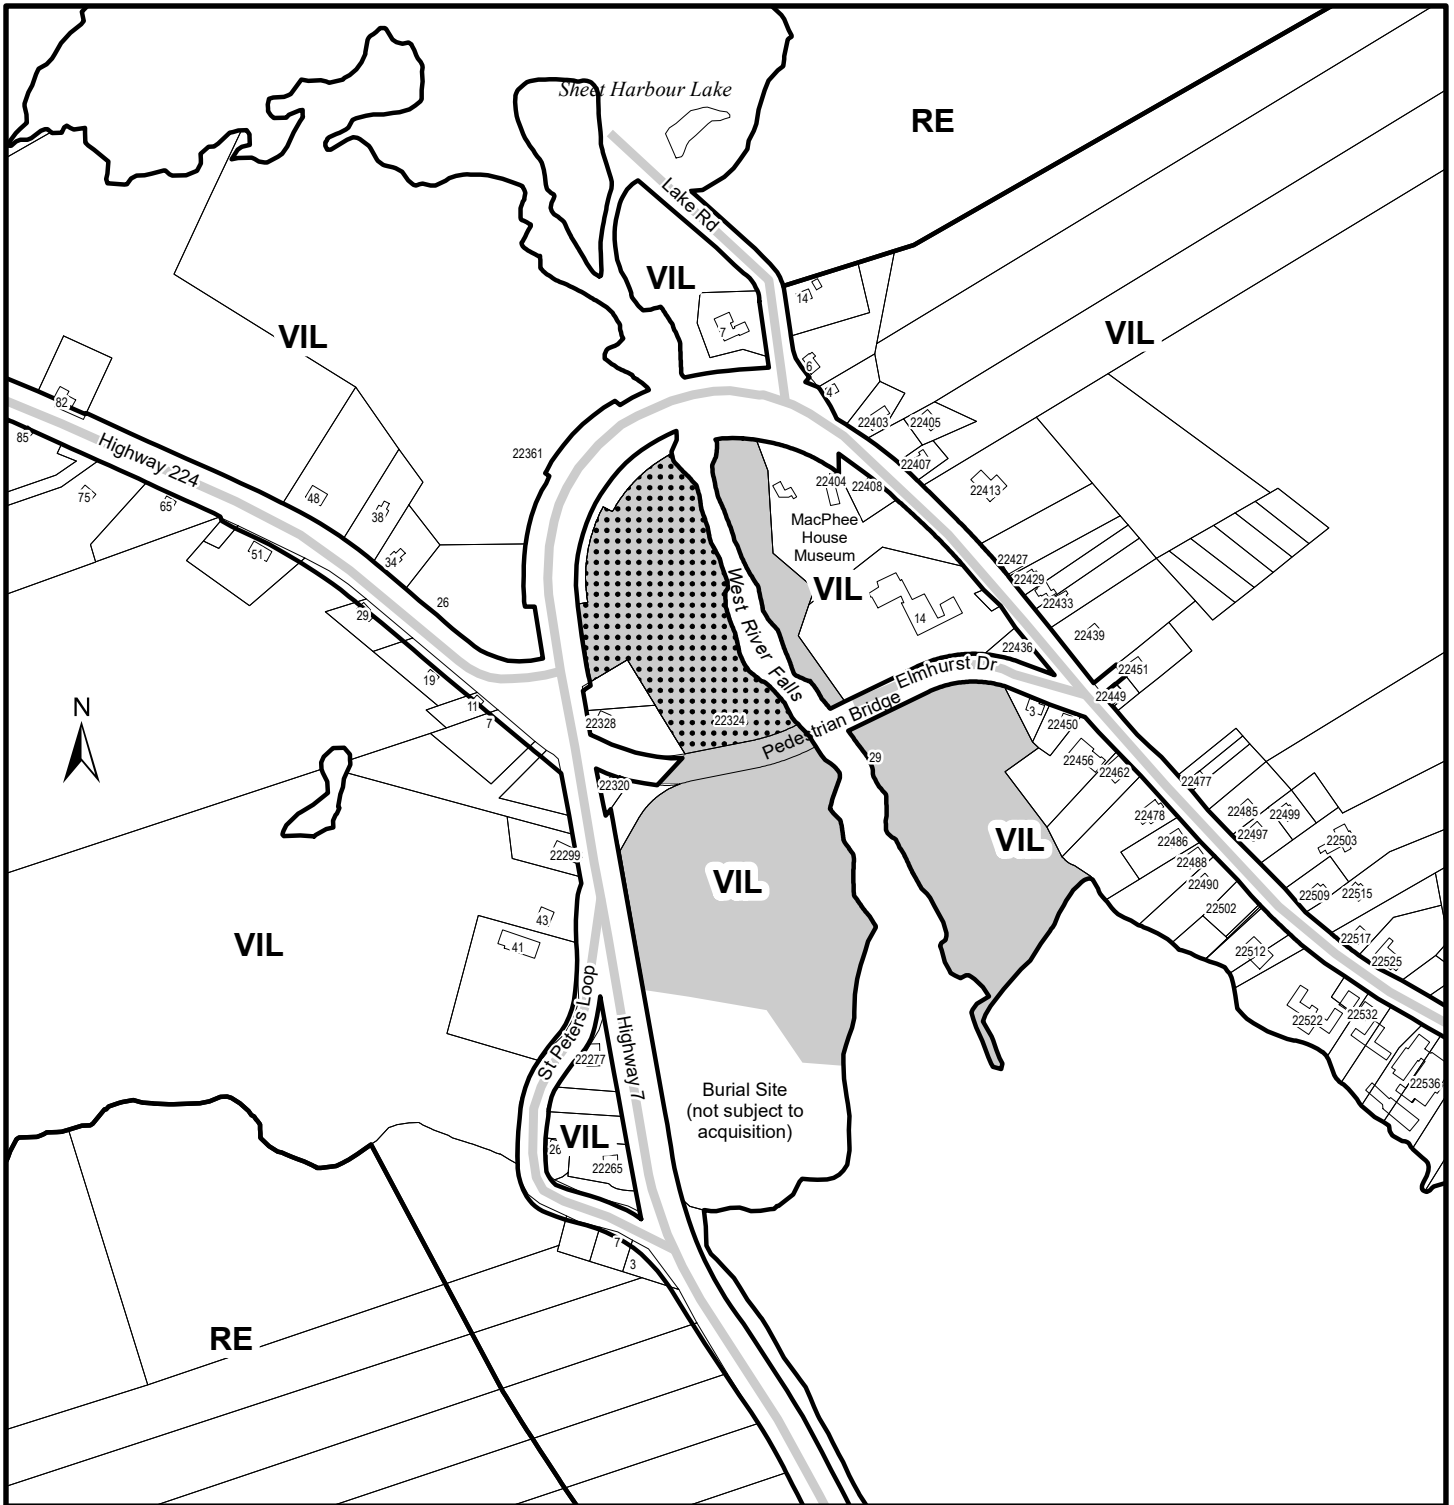 Sheet Harbour Lake
RE
Lake Rd
VIL
14
7
VIL
VIL
6
4
82
22403
22405
85
Highway 224
22361
22407
75
65
48
38
22404
22408
22413
51
34
MacPhee
House
Museum
22427
22429
22433
West River Falls
VIL
14
26
29
22439
22436
22451
Elmhurst Dr
19
11
7
22449
N
22328
22324
3
22450
Pedestrian Bridge
29
22456
22462
22320
22477
22478
22485
22499
22497
22486
VIL
22503
22299
22488
22490
VIL
22509
22515
22502
43
41
VIL
22512
22517
22525
St Peters Loop
Highway 7
22522
22532
22277
22536
Burial Site
(not subject to
acquisition)
VIL
26
22265
7
3
RE